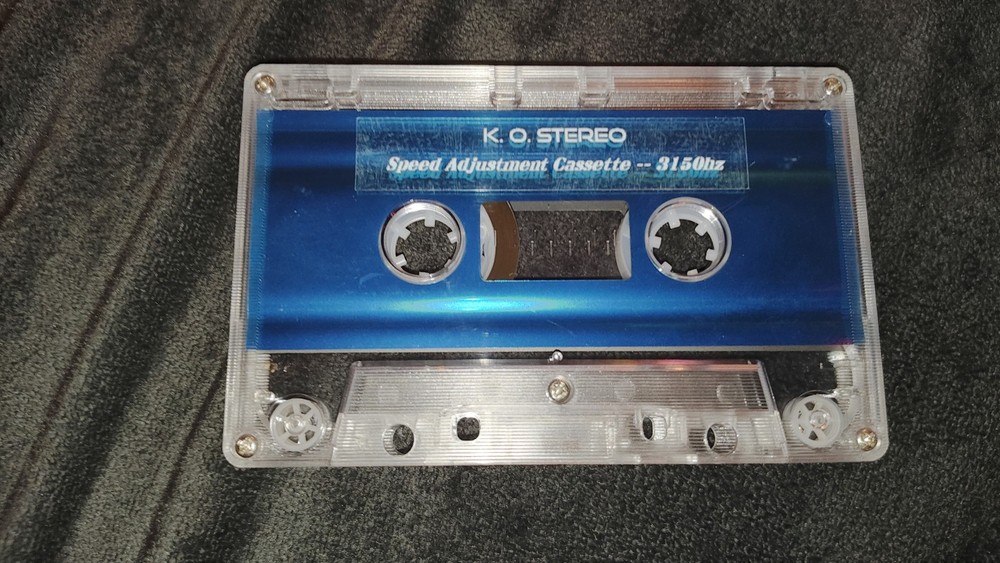 K. O. STEREO
Speed Adjustment Cassette -- 3150hz